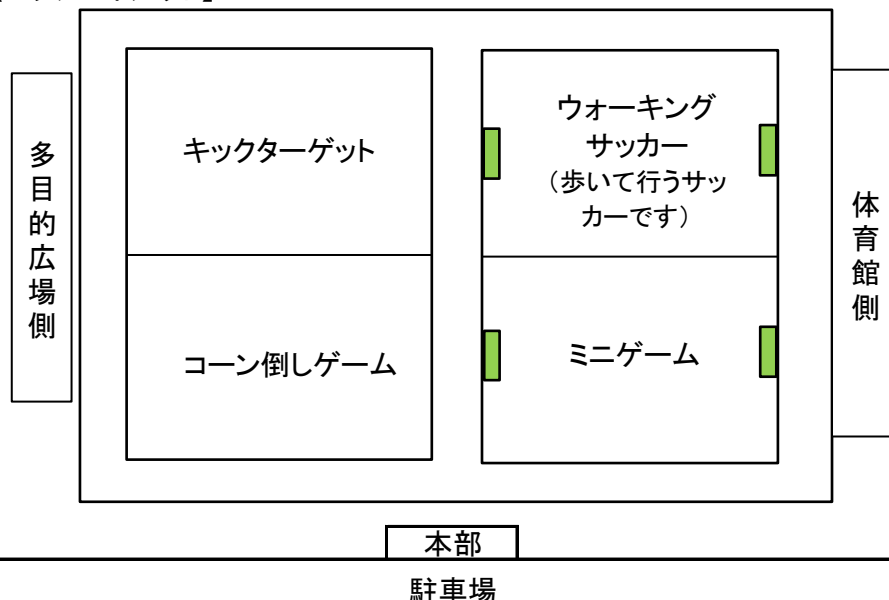 多目的広場側
キックターゲット
ウォーキング
サッカー
（歩いて行うサッ
カーです）
体育館側
コーン倒しゲーム
ミニゲーム
本部
駐車場